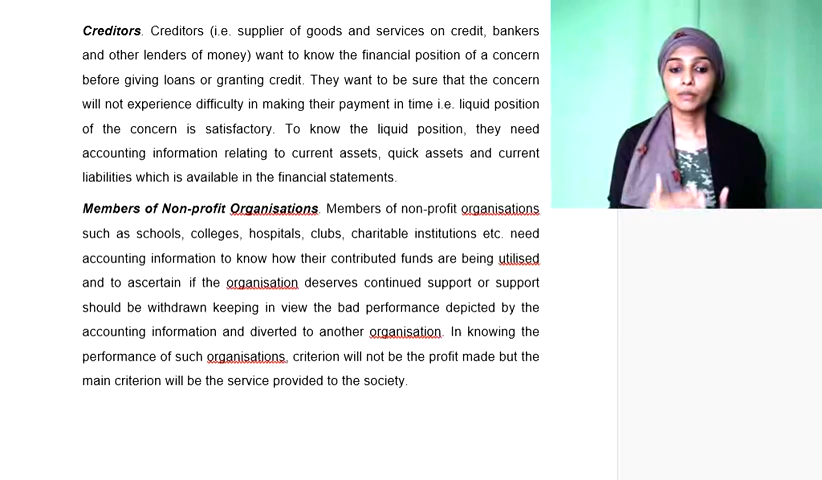 Creditors. Creditors (i.e. supplier of goods and services on credit, bankers
and other lenders of money) want to know the financial position of a concern
before giving loans or granting credit. They want to be sure that the concern
will not experience difficulty in making their payment in time i.e. liquid position
of the concern is satisfactory. To know the liquid position, they need
accounting information relating to current assets, quick assets and current
liabilities which is available in the financial statements.
Members of Non-profit Organisations. Members of non-profit organisations
such as schools, colleges, hospitals, clubs, charitable institutions etc. need
accounting information to know how their contributed funds are being utilised
and to ascertain if the organisation deserves continued support or support
should be withdrawn keeping in view the bad performance depicted by the
accounting information and diverted to another organisation. In knowing the
performance of such organisations, criterion will not be the profit made but the
main criterion will be the service provided to the society.